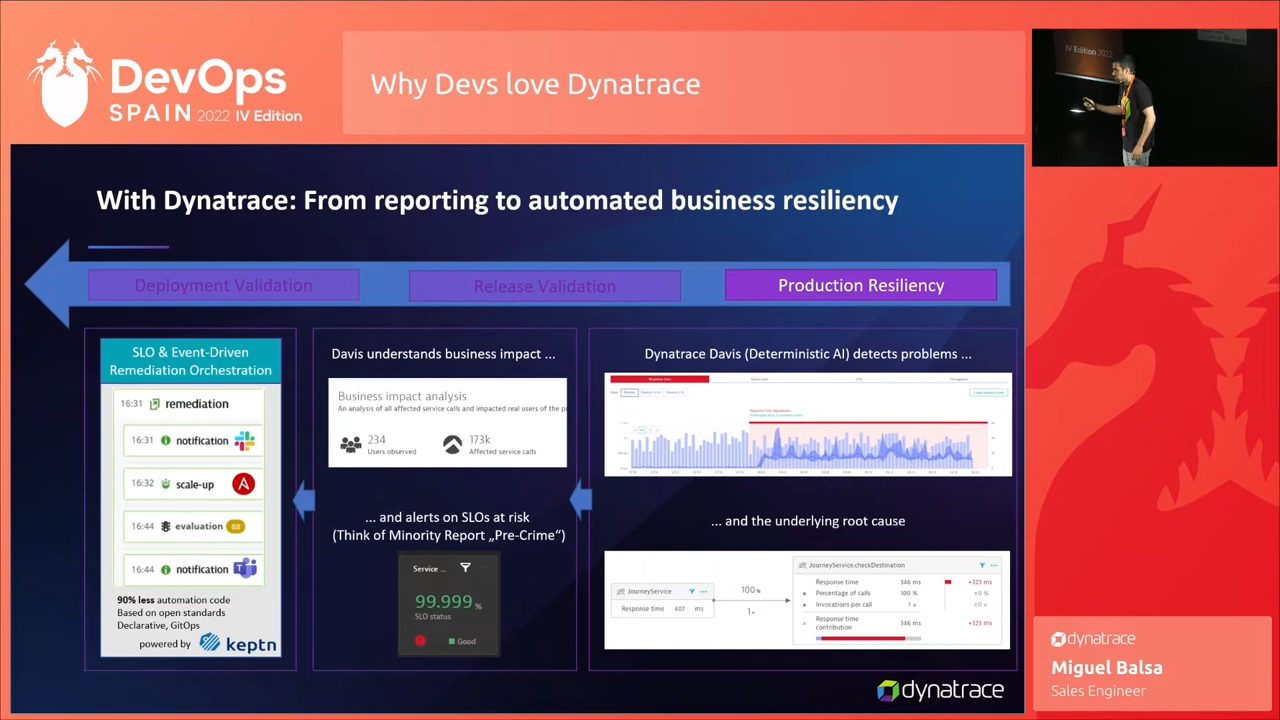 DevOps
SPAIN 2022 IV Edition
Why Devs love Dynatrace
IV Edition 2022
With Dynatrace: From reporting to automated business resiliency
Deployment Validation
Release Validation
Production Resiliency
SLO & Event-Driven
Remediation Orchestration
16:31 remediation
16:31 notification
16:32 scale-up
16:44 evaluation 88
16:44 notification
90% less automation code
Based on open standards
Declarative, GitOps
powered by keptn
Davis understands business impact ...
Business impact analysis
An analysis of all affected service calls and impacted real users of the
234
Users observed
173k
Affected service calls
... and alerts on SLOs at risk
(Think of Minority Report „Pre-Crime“)
Service ...
99.999 %
SLO status
Good
Dynatrace Davis (Deterministic AI) detects problems ...
Response time
... and the underlying root cause
JourneyService
Response time 407 ms
100 %
JourneyService.checkDestination
Response time 346 ms +323 ms
Percentage of calls 100 % ±0 %
Invocations per call 1 x ±0 x
Response time
contribution 346 ms +323 ms
dynatrace
dynatrace
Miguel Balsa
Sales Engineer